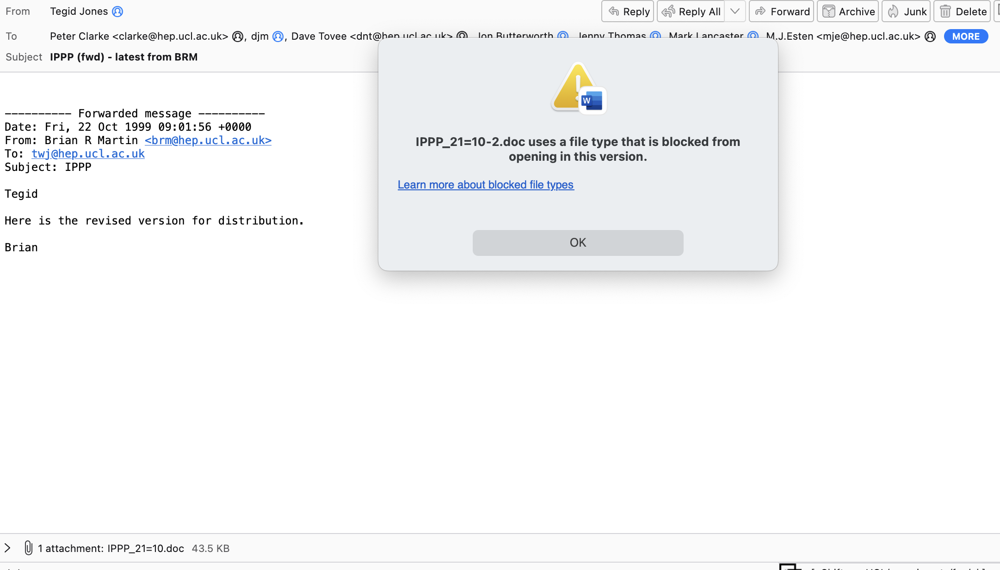 From Tegid Jones Reply Reply All Forward Archive Junk Delete
To Peter Clarke <clarke@hep.ucl.ac.uk> , djm , Dave Tovee <dnt@hep.ucl.ac.uk> Jon Butterworth Jenny Thomas Mark Lancaster M.J.Esten <mje@hep.ucl.ac.uk> MORE
Subject IPPP (fwd) - latest from BRM
---------- Forwarded message ----------
Date: Fri, 22 Oct 1999 09:01:56 +0000
From: Brian R Martin <brm@hep.ucl.ac.uk>
To: twj@hep.ucl.ac.uk
Subject: IPPP
Tegid
Here is the revised version for distribution.
Brian
W
IPPP_21=10-2.doc uses a file type that is blocked from
opening in this version.
Learn more about blocked file types
OK
1 attachment: IPPP_21=10.doc 43.5 KB